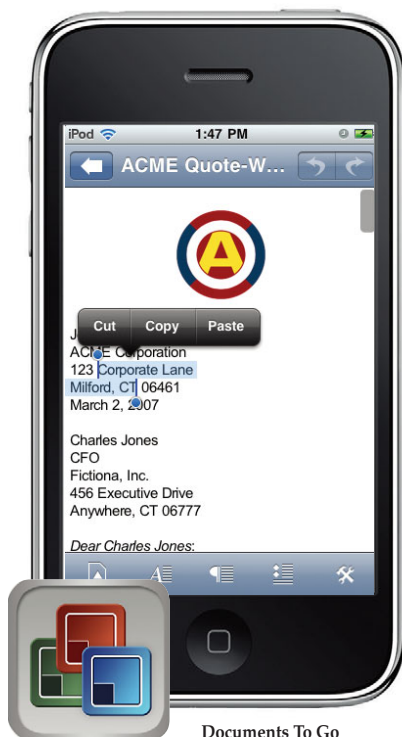 iPod 1:47 PM
ACME Quote-W...
A
Cut Copy Paste
J
ACME Corporation
123 Corporate Lane
Milford, CT 06461
March 2, 2007
Charles Jones
CFO
Fictiona, Inc.
456 Executive Drive
Anywhere, CT 06777
Dear Charles Jones:
A
Documents To Go